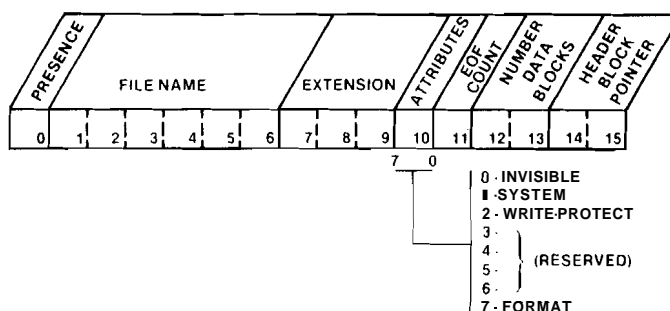 PRESENCE
FILE NAME
EXTENSION
ATTRIBUTES
EOF
COUNT
NUMBER
DATA
BLOCKS
HEADER
BLOCK
POINTER
0 1 2 3 4 5 6 7 8 9 10 11 12 13 14 15
7 0
0 - INVISIBLE
- SYSTEM
2 - WRITE-PROTECT
3 -
4 -
5 -
6 -
(RESERVED)
7 - FORMAT